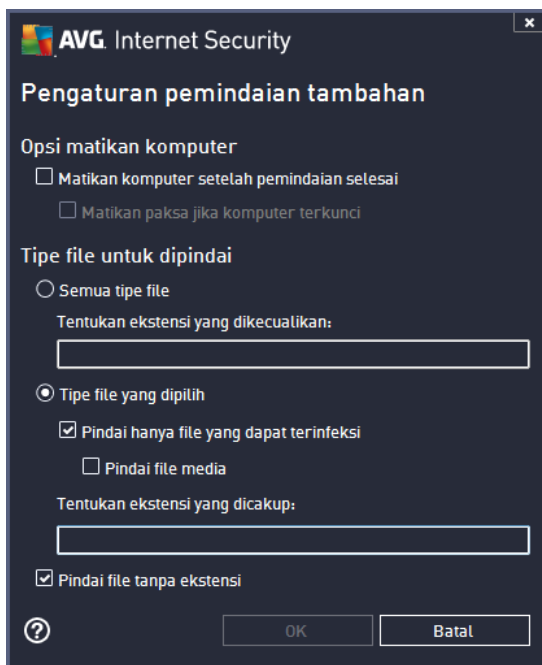 x
AVG. Internet Security
Pengaturan pemindaian tambahan
Opsi matikan komputer
Matikan komputer setelah pemindaian selesai
Matikan paksa jika komputer terkunci
Tipe file untuk dipindai
Semua tipe file
Tentukan ekstensi yang dikecualikan:
Tipe file yang dipilih
Pindai hanya file yang dapat terinfeksi
Pindai file media
Tentukan ekstensi yang dicakup:
Pindai file tanpa ekstensi
? OK Batal